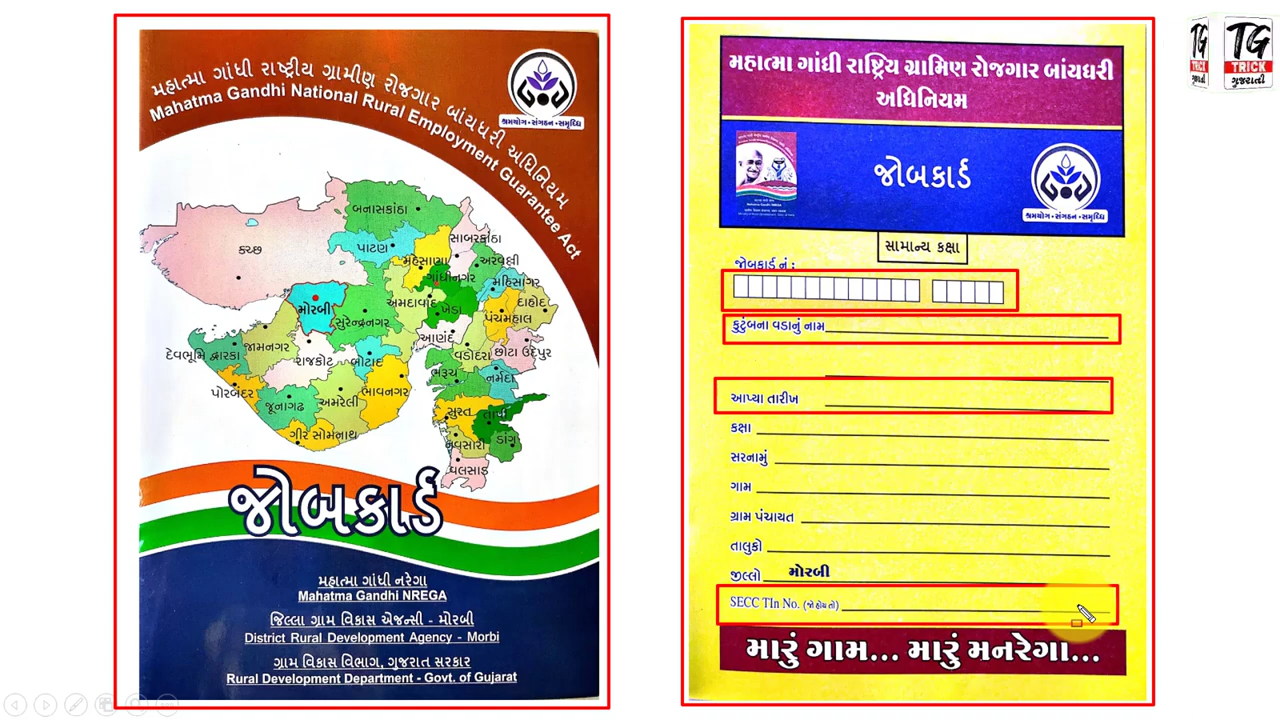 મહાત્મા ગાંધી રાષ્ટ્રીય ગ્રામીણ રોજગાર બાંયધરી અધિનિયમ
Mahatma Gandhi National Rural Employment Guarantee Act
શ્રમયોગ • સંગઠન • સમૃધ્ધિ
બનાસકાંઠા
પાટણ
સાબરકાંઠા
કચ્છ
મહેસાણા
અરવલ્લી
ગાંધીનગર
મહિસાગર
મોરબી
સુરેન્દ્રનગર
અમદાવાદ
ખેડા
પંચમહાલ
દાહોદ
આણંદ
જામનગર
દેવભૂમિ દ્વારકા
રાજકોટ
બોટાદ
વડોદરા
છોટા ઉદેપુર
ભરૂચ
નર્મદા
પોરબંદર
જૂનાગઢ
અમરેલી
ભાવનગર
સુરત
તાપી
ગીર સોમનાથ
નવસારી
ડાંગ
વલસાડ
જોબકાર્ડ
મહાત્મા ગાંધી નરેગા
Mahatma Gandhi NREGA
જિલ્લા ગ્રામ વિકાસ એજન્સી - મોરબી
District Rural Development Agency - Morbi
ગ્રામ વિકાસ વિભાગ, ગુજરાત સરકાર
Rural Development Department - Govt. of Gujarat
મહાત્મા ગાંધી રાષ્ટ્રિય ગ્રામિણ રોજગાર બાંયધરી
અધિનિયમ
જોબકાર્ડ
શ્રમયોગ • સંગઠન • સમૃધ્ધિ
સામાન્ય કક્ષા
જોબકાર્ડ નં :
કુટુંબના વડાનું નામ
આપ્યા તારીખ
કક્ષા
સરનામું
ગામ
ગ્રામ પંચાયત
તાલુકો
જીલ્લો મોરબી
SECC TIn No. (જો હોય તો)
મારું ગામ... મારું મનરેગા...
TG
TRICK
ગુજરાતી
TG
TRICK
ગુજરાતી